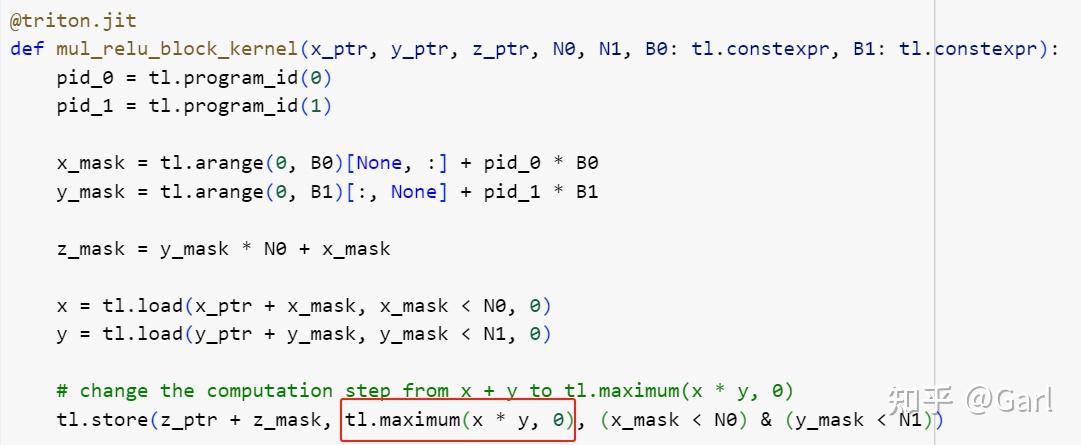 @triton.jit
def mul_relu_block_kernel(x_ptr, y_ptr, z_ptr, N0, N1, B0: tl.constexpr, B1: tl.constexpr):
    pid_0 = tl.program_id(0)
    pid_1 = tl.program_id(1)

    x_mask = tl.arange(0, B0)[None, :] + pid_0 * B0
    y_mask = tl.arange(0, B1)[:, None] + pid_1 * B1

    z_mask = y_mask * N0 + x_mask

    x = tl.load(x_ptr + x_mask, x_mask < N0, 0)
    y = tl.load(y_ptr + y_mask, y_mask < N1, 0)

    # change the computation step from x + y to tl.maximum(x * y, 0)
    tl.store(z_ptr + z_mask, tl.maximum(x * y, 0), (x_mask < N0) & (y_mask < N1))
知乎 @Garl